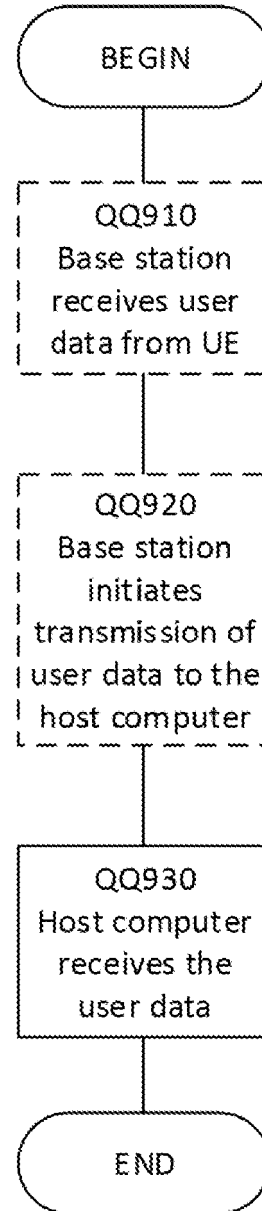 BEGIN
QQ910
Base station
receives user
data from UE
QQ920
Base station
initiates
transmission of
user data to the
host computer
QQ930
Host computer
receives the
user data
END